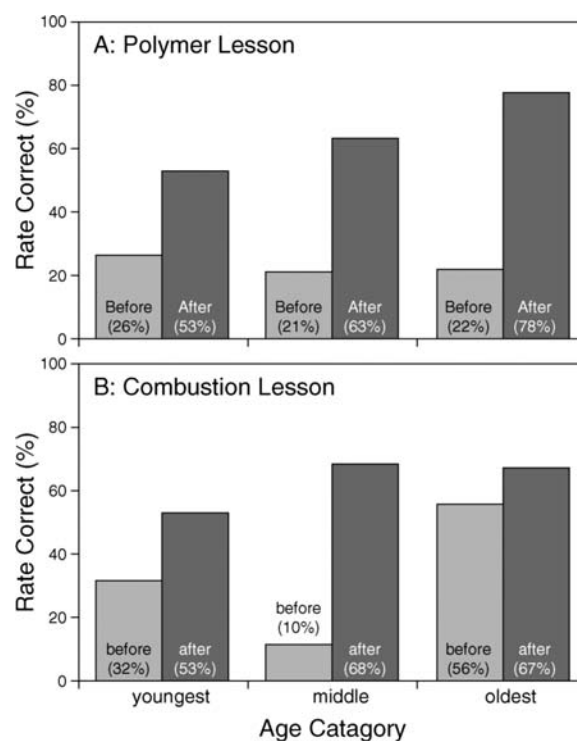 100
80
60
40
20
0
Rate Correct (%)
A: Polymer Lesson
Before
(26%)
After
(53%)
Before
(21%)
After
(63%)
Before
(22%)
After
(78%)
100
80
60
40
20
0
Rate Correct (%)
B: Combustion Lesson
before
(32%)
after
(53%)
before
(10%)
after
(68%)
before
(56%)
after
(67%)
youngest
middle
oldest
Age Catagory